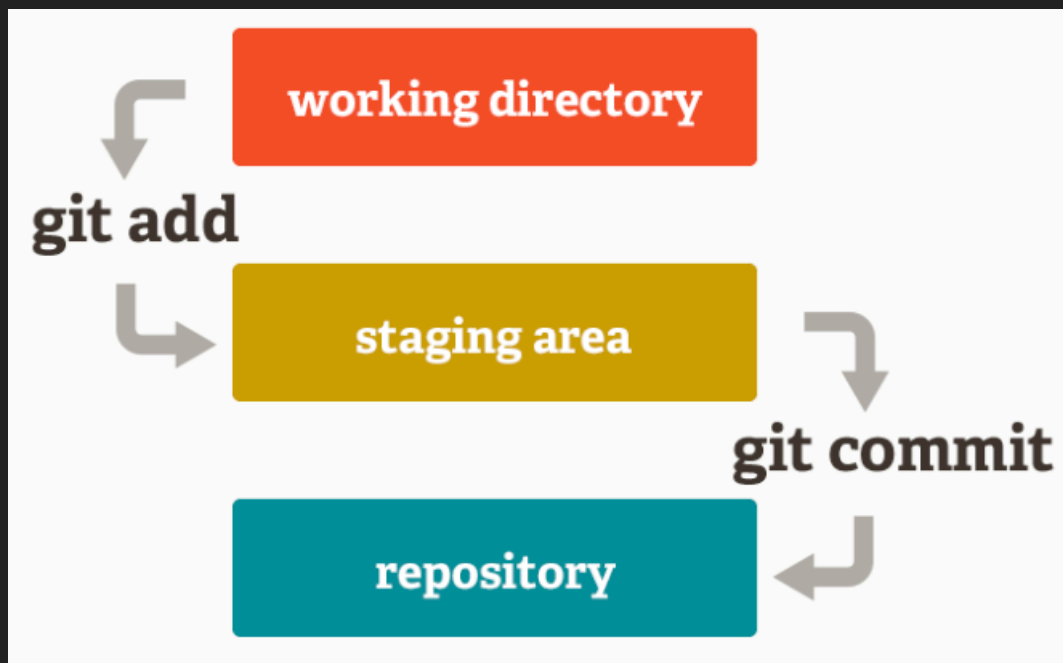 working directory
git add
staging area
git commit
repository